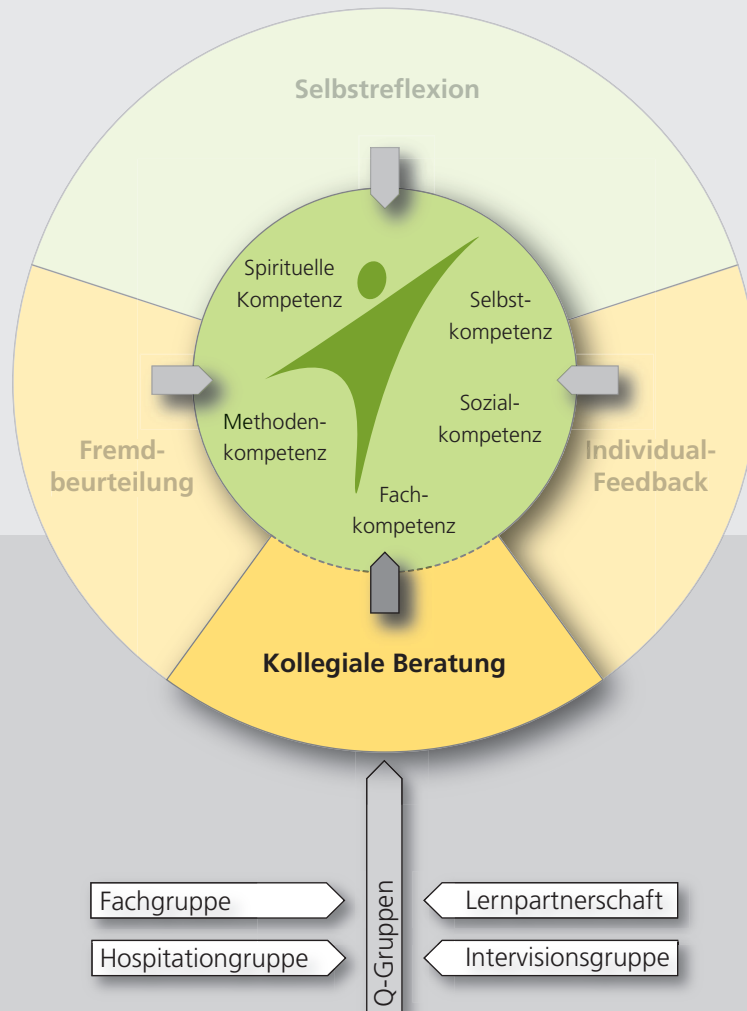 Selbstreflexion
Spirituelle
Kompetenz
Selbst-
kompetenz
Methoden-
kompetenz
Sozial-
kompetenz
Fach-
kompetenz
Fremd-
beurteilung
Individual-
Feedback
Kollegiale Beratung
Q-Gruppen
Fachgruppe
Lernpartnerschaft
Hospitationgruppe
Intervisionsgruppe